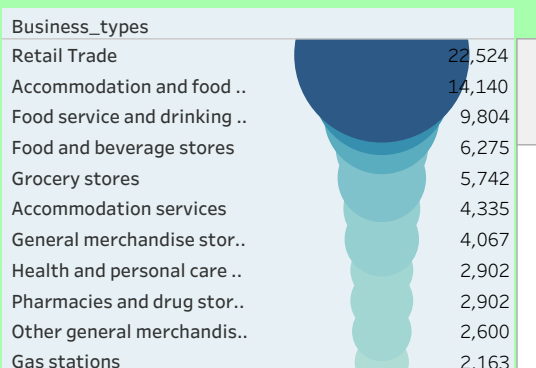 Business_types
Retail Trade 22,524
Accommodation and food .. 14,140
Food service and drinking .. 9,804
Food and beverage stores 6,275
Grocery stores 5,742
Accommodation services 4,335
General merchandise stor.. 4,067
Health and personal care .. 2,902
Pharmacies and drug stor.. 2,902
Other general merchandis.. 2,600
Gas stations 2,163